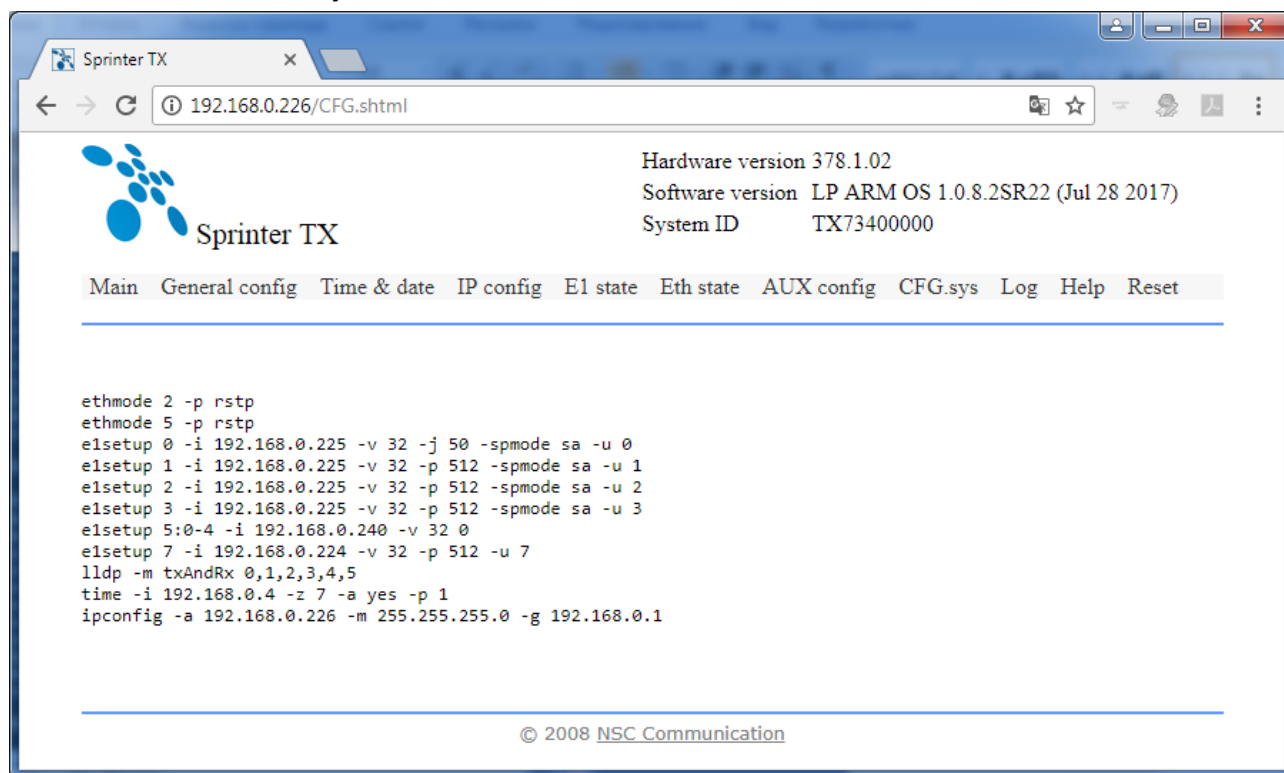 Sprinter TX
192.168.0.226/CFG.shtml
Hardware version 378.1.02
Software version LP ARM OS 1.0.8.2SR22 (Jul 28 2017)
System ID TX73400000
Sprinter TX
Main General config Time & date IP config E1 state Eth state AUX config CFG.sys Log Help Reset
ethmode 2 -p rstp
ethmode 5 -p rstp
e1setup 0 -i 192.168.0.225 -v 32 -j 50 -spmode sa -u 0
e1setup 1 -i 192.168.0.225 -v 32 -p 512 -spmode sa -u 1
e1setup 2 -i 192.168.0.225 -v 32 -p 512 -spmode sa -u 2
e1setup 3 -i 192.168.0.225 -v 32 -p 512 -spmode sa -u 3
e1setup 5:0-4 -i 192.168.0.240 -v 32 0
e1setup 7 -i 192.168.0.224 -v 32 -p 512 -u 7
lldp -m txAndRx 0,1,2,3,4,5
time -i 192.168.0.4 -z 7 -a yes -p 1
ipconfig -a 192.168.0.226 -m 255.255.255.0 -g 192.168.0.1
© 2008 NSC Communication